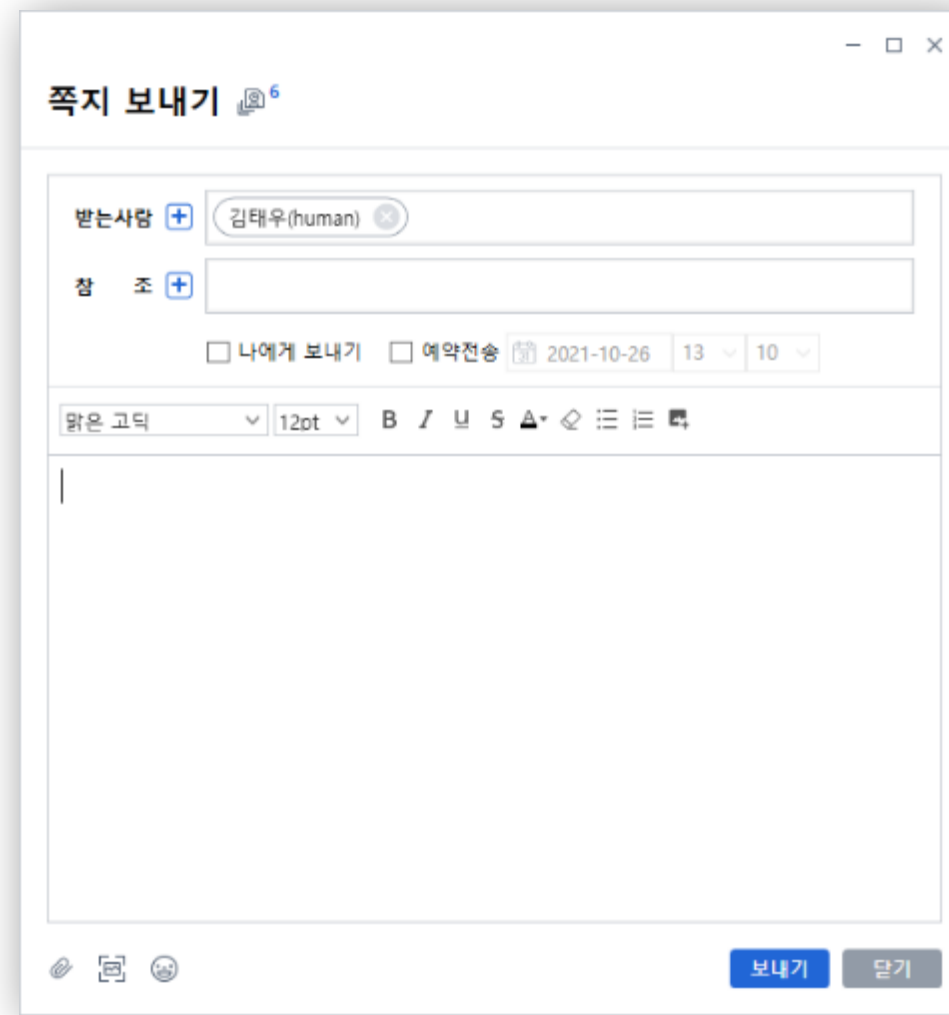 쪽지 보내기 6
받는사람 김태우(human)
참 조
나에게 보내기 예약전송 31 2021-10-26 13 10
맑은 고딕 12pt B I U S A
보내기 닫기